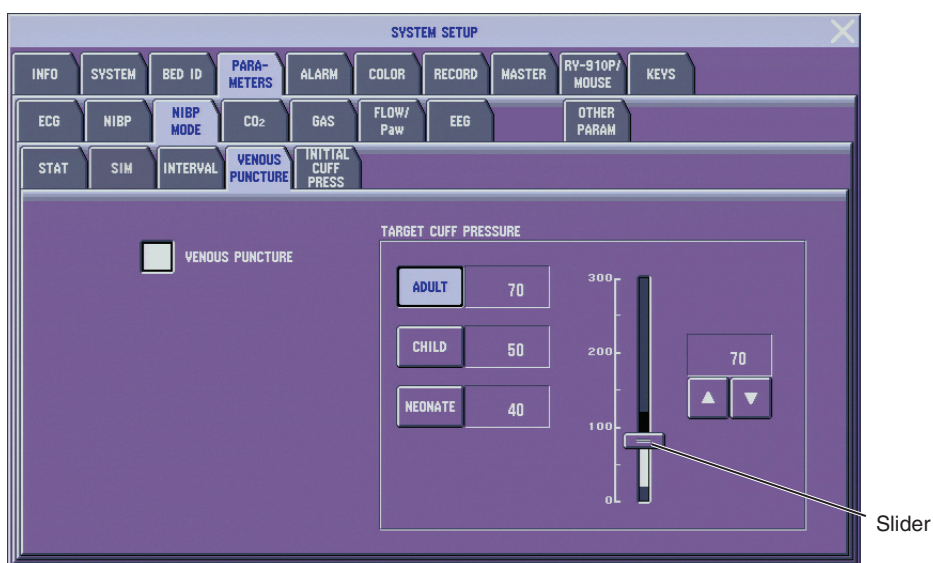 SYSTEM SETUP
INFO SYSTEM BED ID PARA-METERS ALARM COLOR RECORD MASTER RY-910P/MOUSE KEYS
ECG NIBP NIBP MODE CO2 GAS FLOW/Paw EEG OTHER PARAM
STAT SIM INTERVAL VENOUS PUNCTURE INITIAL CUFF PRESS
VENOUS PUNCTURE
TARGET CUFF PRESSURE
ADULT 70
CHILD 50
NEONATE 40
300
200
100
0
70
Slider